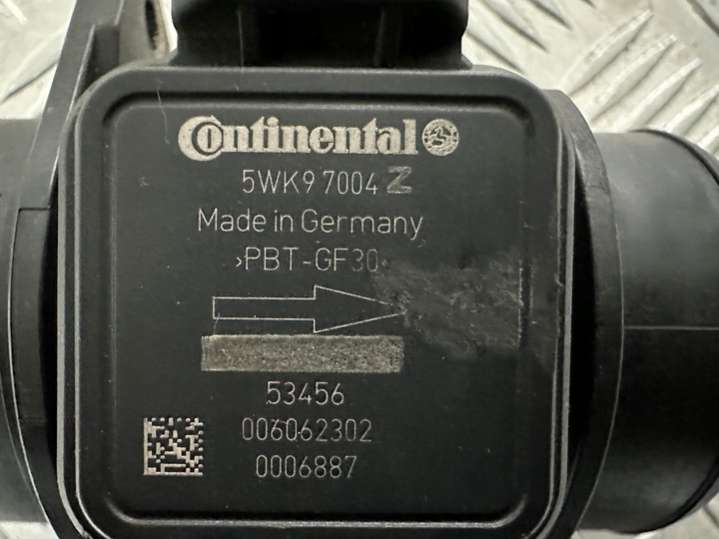 Continental
5WK9 7004 Z
Made in Germany
›PBT-GF30‹
53456
006062302
0006887